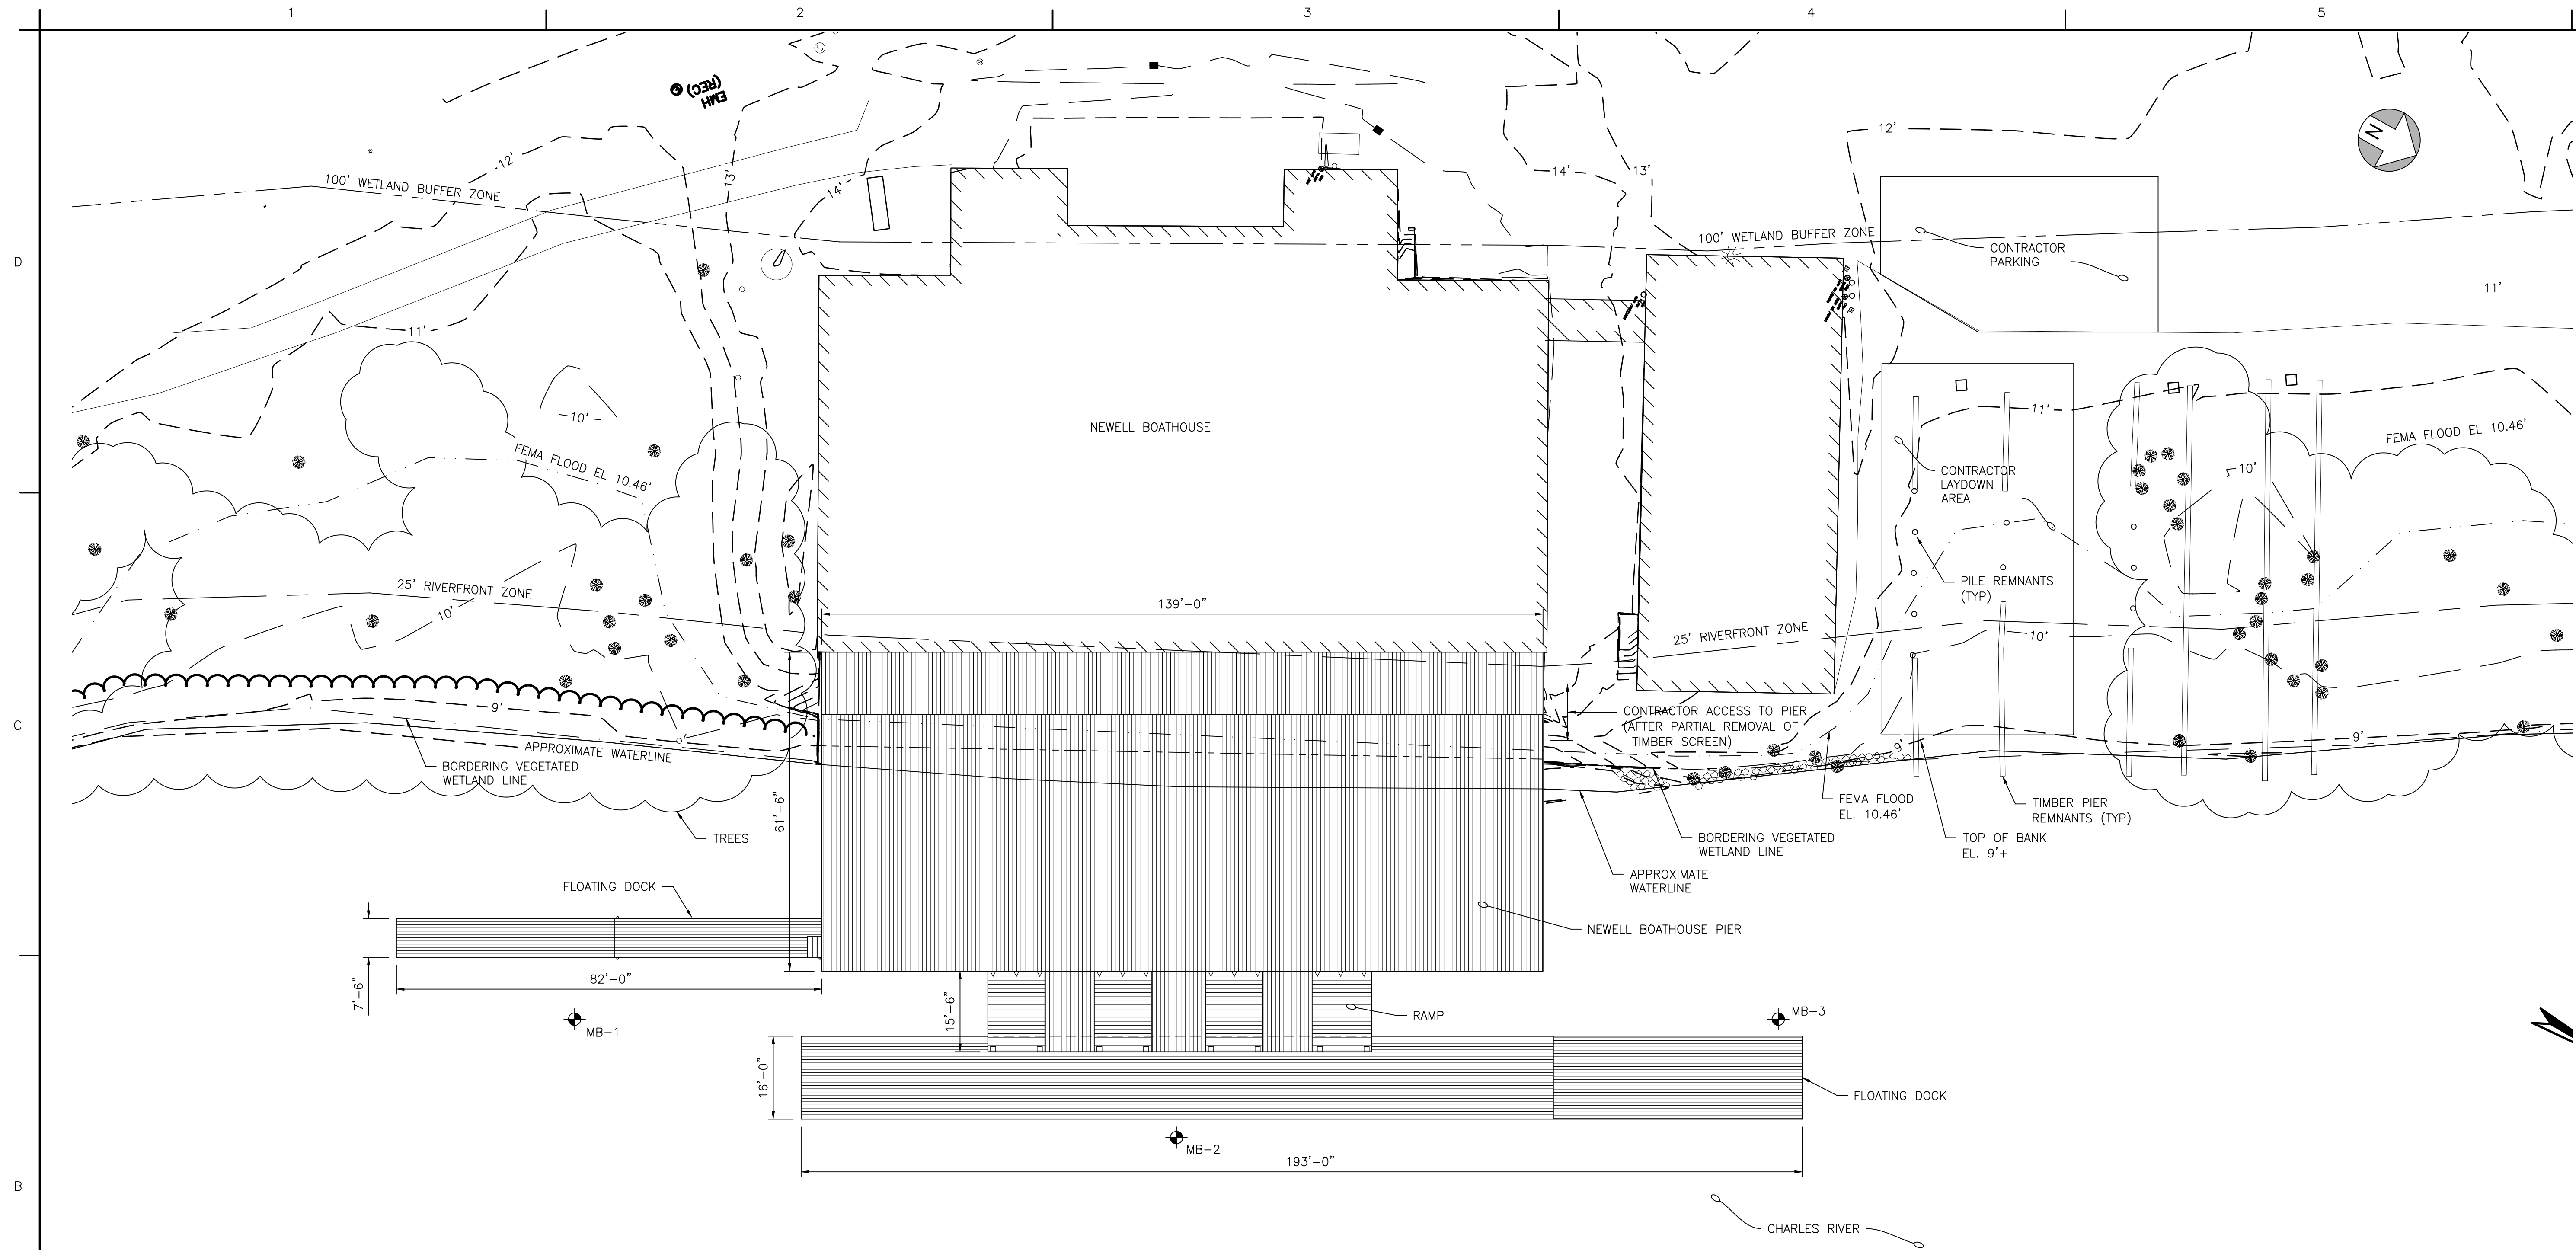 1
2
3
4
5
EMH
(REC)
S
S
N
12'
13'
14'
14'
13'
12'
100' WETLAND BUFFER ZONE
100' WETLAND BUFFER ZONE
D
CONTRACTOR
PARKING
11'
11'
10'
NEWELL BOATHOUSE
11'
FEMA FLOOD EL 10.46'
FEMA FLOOD EL 10.46'
CONTRACTOR
LAYDOWN
AREA
10'
25' RIVERFRONT ZONE
10'
139'-0"
PILE REMNANTS
(TYP)
25' RIVERFRONT ZONE
10'
C
9'
APPROXIMATE WATERLINE
BORDERING VEGETATED
WETLAND LINE
CONTRACTOR ACCESS TO PIER
(AFTER PARTIAL REMOVAL OF
TIMBER SCREEN)
9'
9'
61'-6"
TREES
FEMA FLOOD
EL. 10.46'
TIMBER PIER
REMNANTS (TYP)
BORDERING VEGETATED
WETLAND LINE
TOP OF BANK
EL. 9'+
APPROXIMATE
WATERLINE
FLOATING DOCK
NEWELL BOATHOUSE PIER
7'-6"
82'-0"
15'-6"
RAMP
MB-1
MB-3
16'-0"
FLOATING DOCK
MB-2
193'-0"
B
CHARLES RIVER